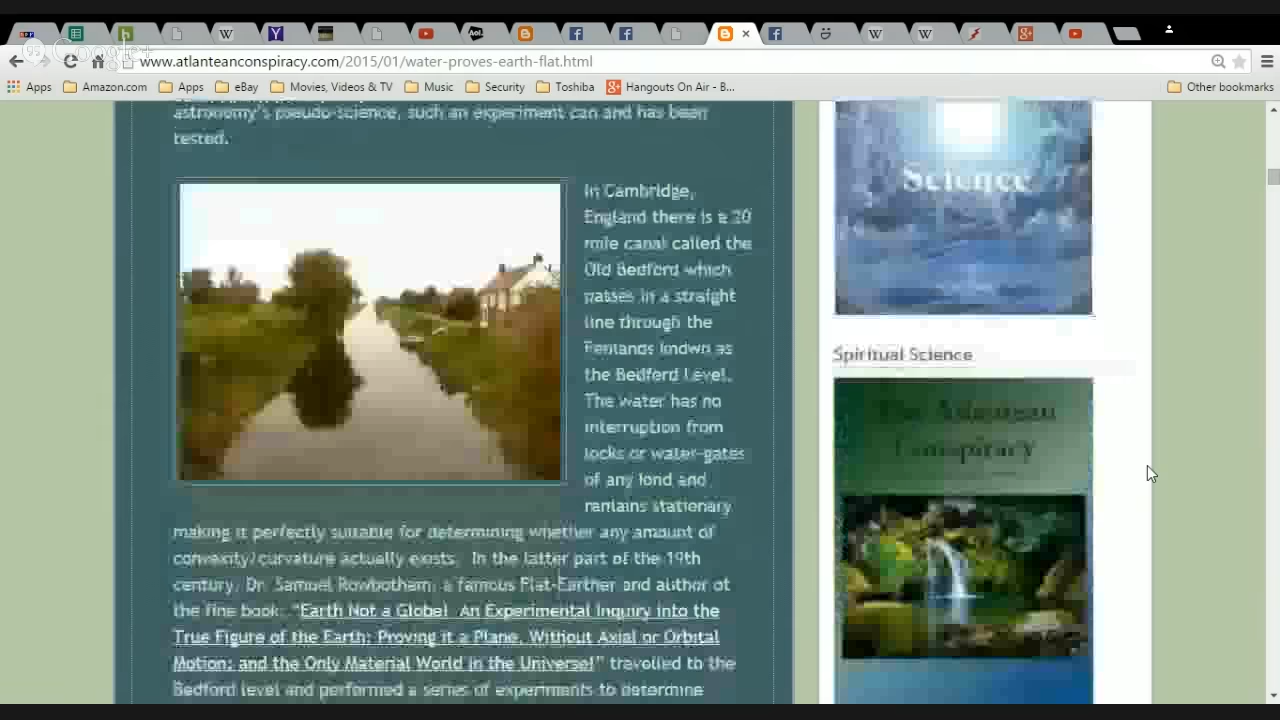 Google+
www.atlanteanconspiracy.com/2015/01/water-proves-earth-flat.html
Apps Amazon.com Apps eBay Movies, Videos & TV Music Security Toshiba Hangouts On Air - B... Other bookmarks
astronomy's pseudo-science, such an experiment can and has been
tested.
In Cambridge,
England there is a 20
mile canal called the
Old Bedford which
passes in a straight
line through the
Fenlands known as
the Bedford Level.
The water has no
interruption from
locks or water-gates
of any kind and
remains stationary
making it perfectly suitable for determining whether any amount of
convexity/curvature actually exists. In the latter part of the 19th
century, Dr. Samuel Rowbotham, a famous Flat-Earther and author of
the fine book, "Earth Not a Globe! An Experimental Inquiry into the
True Figure of the Earth: Proving it a Plane, Without Axial or Orbital
Motion; and the Only Material World in the Universe!" travelled to the
Bedford level and performed a series of experiments to determine
Science
Spiritual Science
The Atlantean
Conspiracy